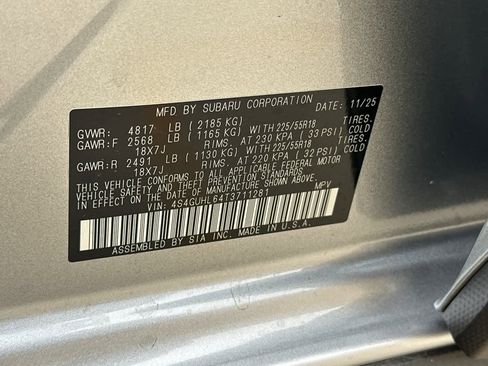 MFD. BY SUBARU CORPORATION DATE: 11/25
GVWR: 4817 LB (2185 KG)
GAWR:F 2568 LB (1165 KG) WITH 225/55R18 TIRES.
18X7J RIMS. AT 230 KPA (33 PSI) COLD
GAWR:R 2491 LB (1130 KG) WITH 225/55R18 TIRES.
18X7J RIMS. AT 220 KPA (32 PSI) COLD
THIS VEHICLE CONFORMS TO ALL APPLICABLE FEDERAL MOTOR
VEHICLE SAFETY AND THEFT PREVENTION STANDARDS IN
EFFECT ON THE DATE OF MANUFACTURE SHOWN ABOVE.
VIN: 4S4GUHL64T3711281 MPV
ASSEMBLED BY SIA INC. MADE IN U.S.A.